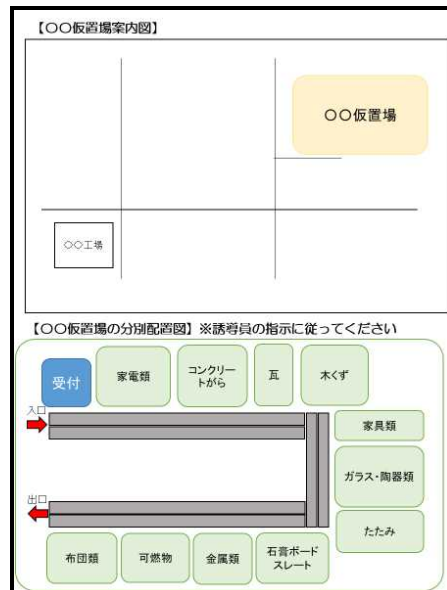 【〇〇仮置場案内図】
〇〇仮置場
〇〇工場
【〇〇仮置場の分別配置図】※誘導員の指示に従ってください
受付
家電類
コンクリー
トがら
瓦
木くず
入口
家具類
ガラス・陶器類
たたみ
出口
布団類
可燃物
金属類
石膏ボード
スレート